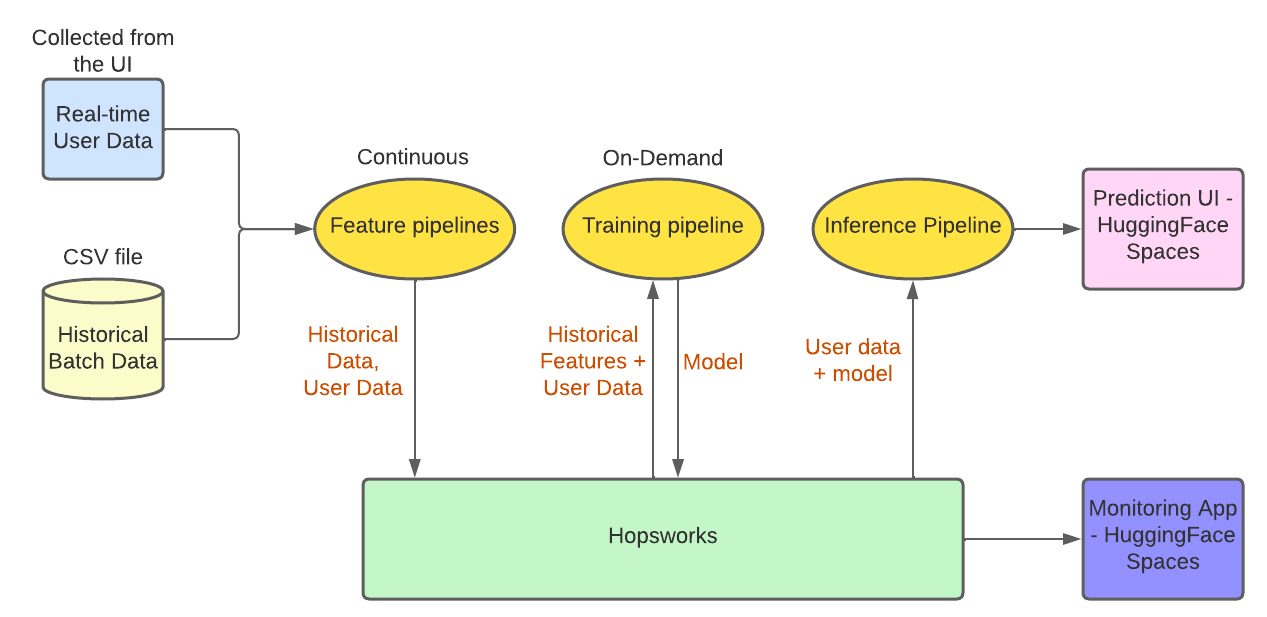 Collected from
the UI
Real-time
User Data
CSV file
Historical
Batch Data
Continuous
Feature pipelines
On-Demand
Training pipeline
Inference Pipeline
Prediction UI -
HuggingFace
Spaces
Historical
Data,
User Data
Historical
Features +
User Data
Model
User data
+ model
Hopsworks
Monitoring App
- HuggingFace
Spaces